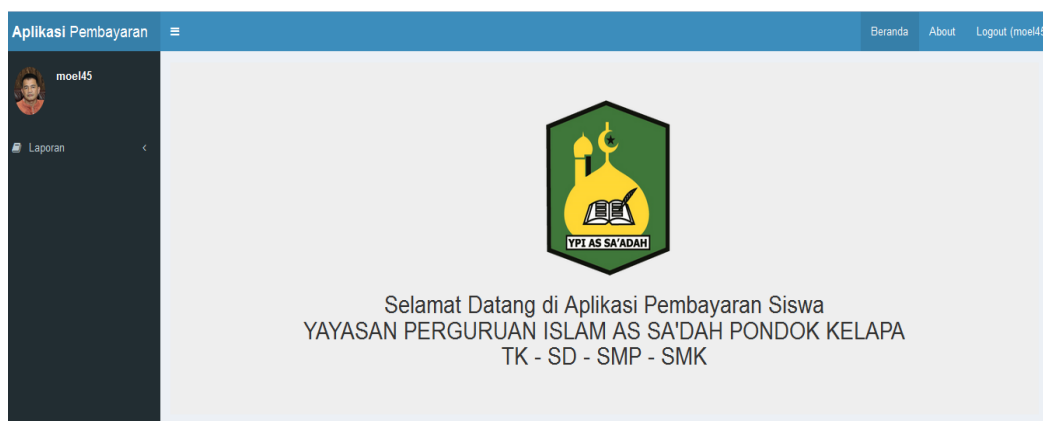 Aplikasi Pembayaran
Beranda About Logout (moel45
moel45
Laporan
YPI AS SA'ADAH
Selamat Datang di Aplikasi Pembayaran Siswa
YAYASAN PERGURUAN ISLAM AS SA'DAH PONDOK KELAPA
TK - SD - SMP - SMK